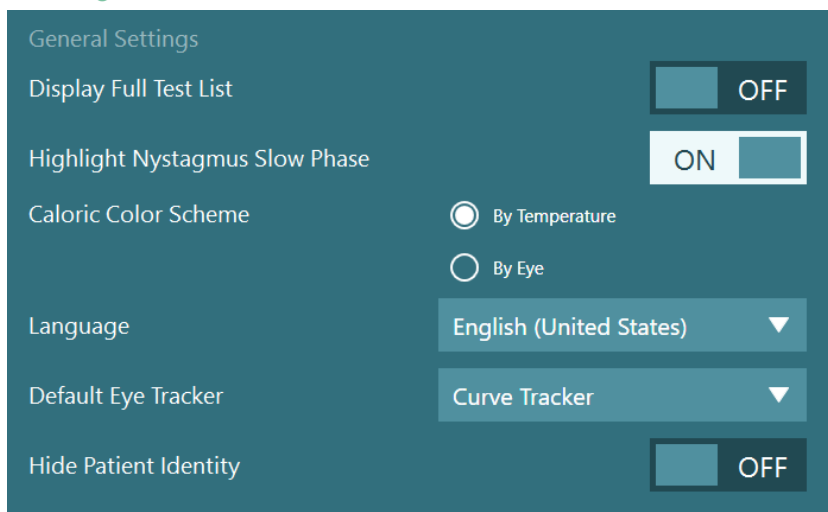 General Settings
Display Full Test List OFF
Highlight Nystagmus Slow Phase ON
Caloric Color Scheme By Temperature
By Eye
Language English (United States)
Default Eye Tracker Curve Tracker
Hide Patient Identity OFF